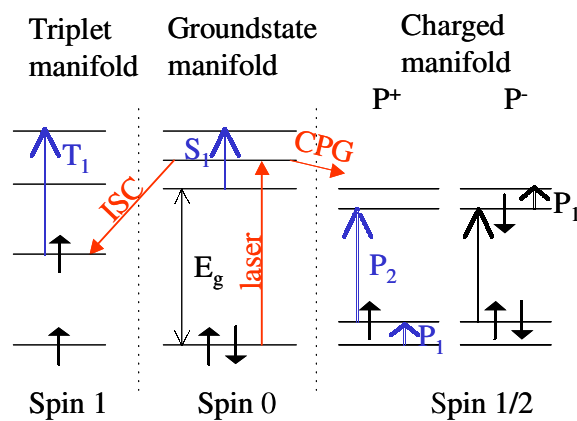 Triplet
manifold
Groundstate
manifold
Charged
manifold
P+
P-
T1
S1
CPG
ISC
Eg
laser
P2
P1
P1
Spin 1
Spin 0
Spin 1/2